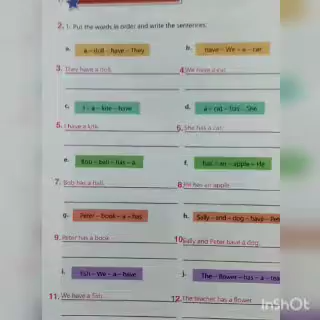 2. 1- Put the words in order and write the sentences.
a. a - doll - have - They
b. have - We - a - car
3. They have a doll.
4. We have a car.
c. I - a - kite - have
d. a - cat - has - She
5. I have a kite.
6. She has a cat.
e. Bob - ball - has - a
f. has - an - apple - He
7. Bob has a ball.
8. He has an apple.
g. Peter - book - a - has
h. Sally - and - dog - have
9. Peter has a book.
10. Sally and Peter have a dog.
i. fish - We - a - have
j. The - flower - has - a
11. We have a fish.
12. The teacher has a flower.
InShOt